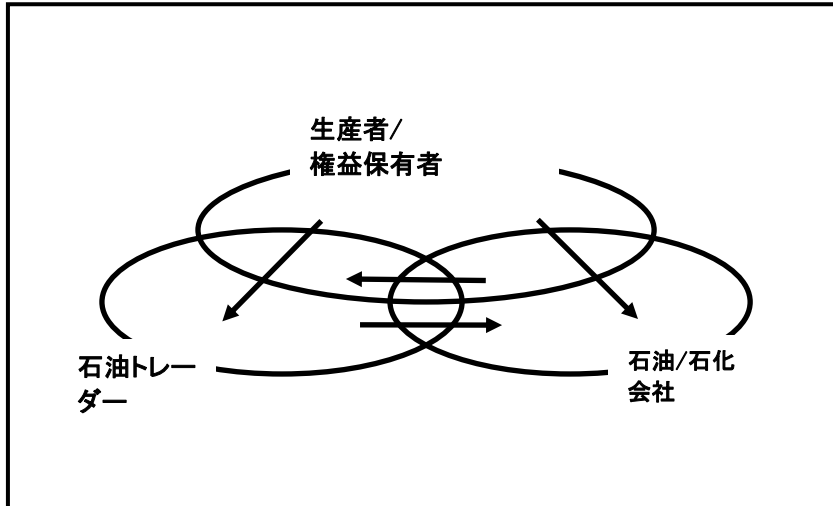 生産者/
権益保有者
石油トレー
ダー
石油/石化
会社